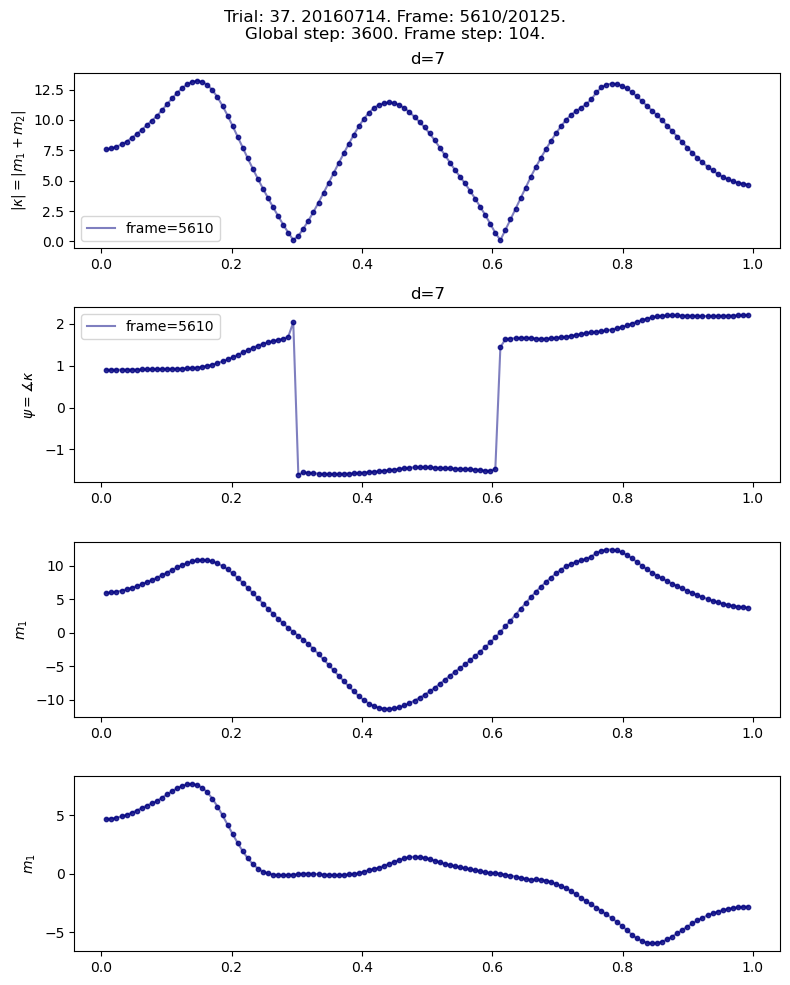 Trial: 37. 20160714. Frame: 5610/20125.
Global step: 3600. Frame step: 104.
d=7
|κ| = |m₁ + m₂|
12.5
10.0
7.5
5.0
2.5
0.0
frame=5610
0.0 0.2 0.4 0.6 0.8 1.0
d=7
ψ = ∡κ
2
1
0
−1
frame=5610
0.0 0.2 0.4 0.6 0.8 1.0
m₁
10
5
0
−5
−10
0.0 0.2 0.4 0.6 0.8 1.0
m₁
5
0
−5
0.0 0.2 0.4 0.6 0.8 1.0